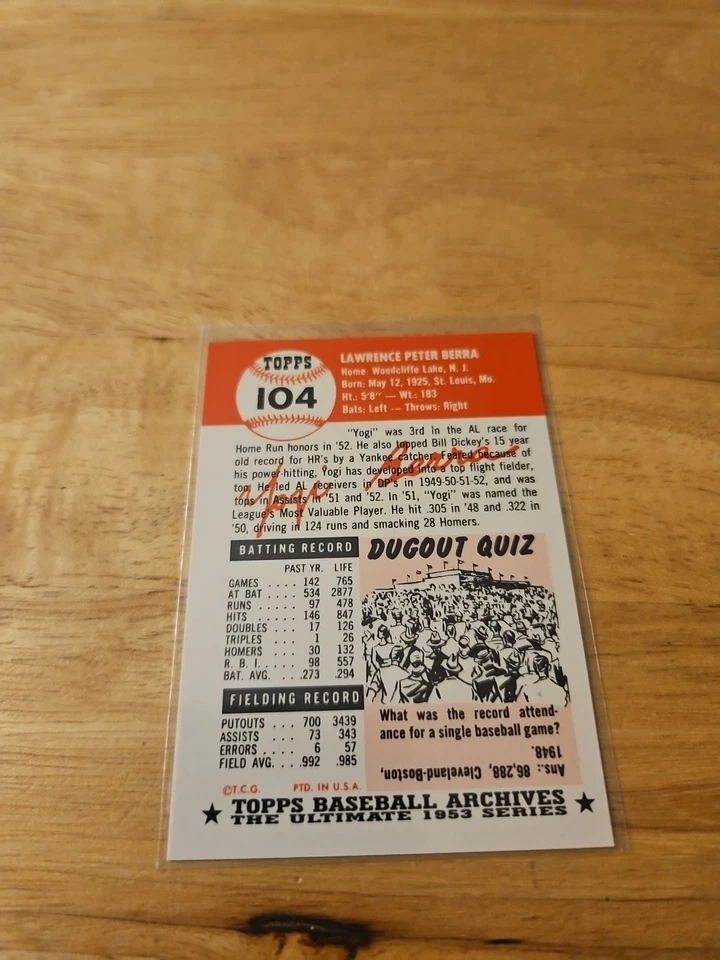 TOPPS
104
LAWRENCE PETER BERRA
Home: Woodcliffe Lake, N. J.
Born: May 12, 1925, St. Louis, Mo.
Ht.: 5'8" — Wt.: 183
Bats: Left — Throws: Right
"Yogi" was 3rd in the AL race for
Home Run honors in '52. He also topped Bill Dickey's 15 year
old record for HR's by a Yankee catcher. Feared because of
his power-hitting, Yogi has developed into a top flight fielder,
too. He led AL receivers in DP's in 1949-50-51-52, and was
tops in Assists in '51 and '52. In '51, "Yogi" was named the
League's Most Valuable Player. He hit .305 in '48 and .322 in
'50, driving in 124 runs and smacking 28 Homers.
Yogi Berra
BATTING RECORD
PAST YR. LIFE
GAMES .... 142 765
AT BAT .... 534 2877
RUNS ..... 97 478
HITS ..... 146 847
DOUBLES .. 17 126
TRIPLES ... 1 26
HOMERS ... 30 132
R. B. I. .... 98 557
BAT. AVG. ... .273 .294
FIELDING RECORD
PUTOUTS ... 700 3439
ASSISTS ... 73 343
ERRORS .... 6 57
FIELD AVG. .. .992 .985
DUGOUT QUIZ
What was the record attend-
ance for a single baseball game?
Ans.: 86,288, Cleveland-Boston,
1948.
©T.C.G. PTD. IN U.S.A.
★ TOPPS BASEBALL ARCHIVES ★
THE ULTIMATE 1953 SERIES